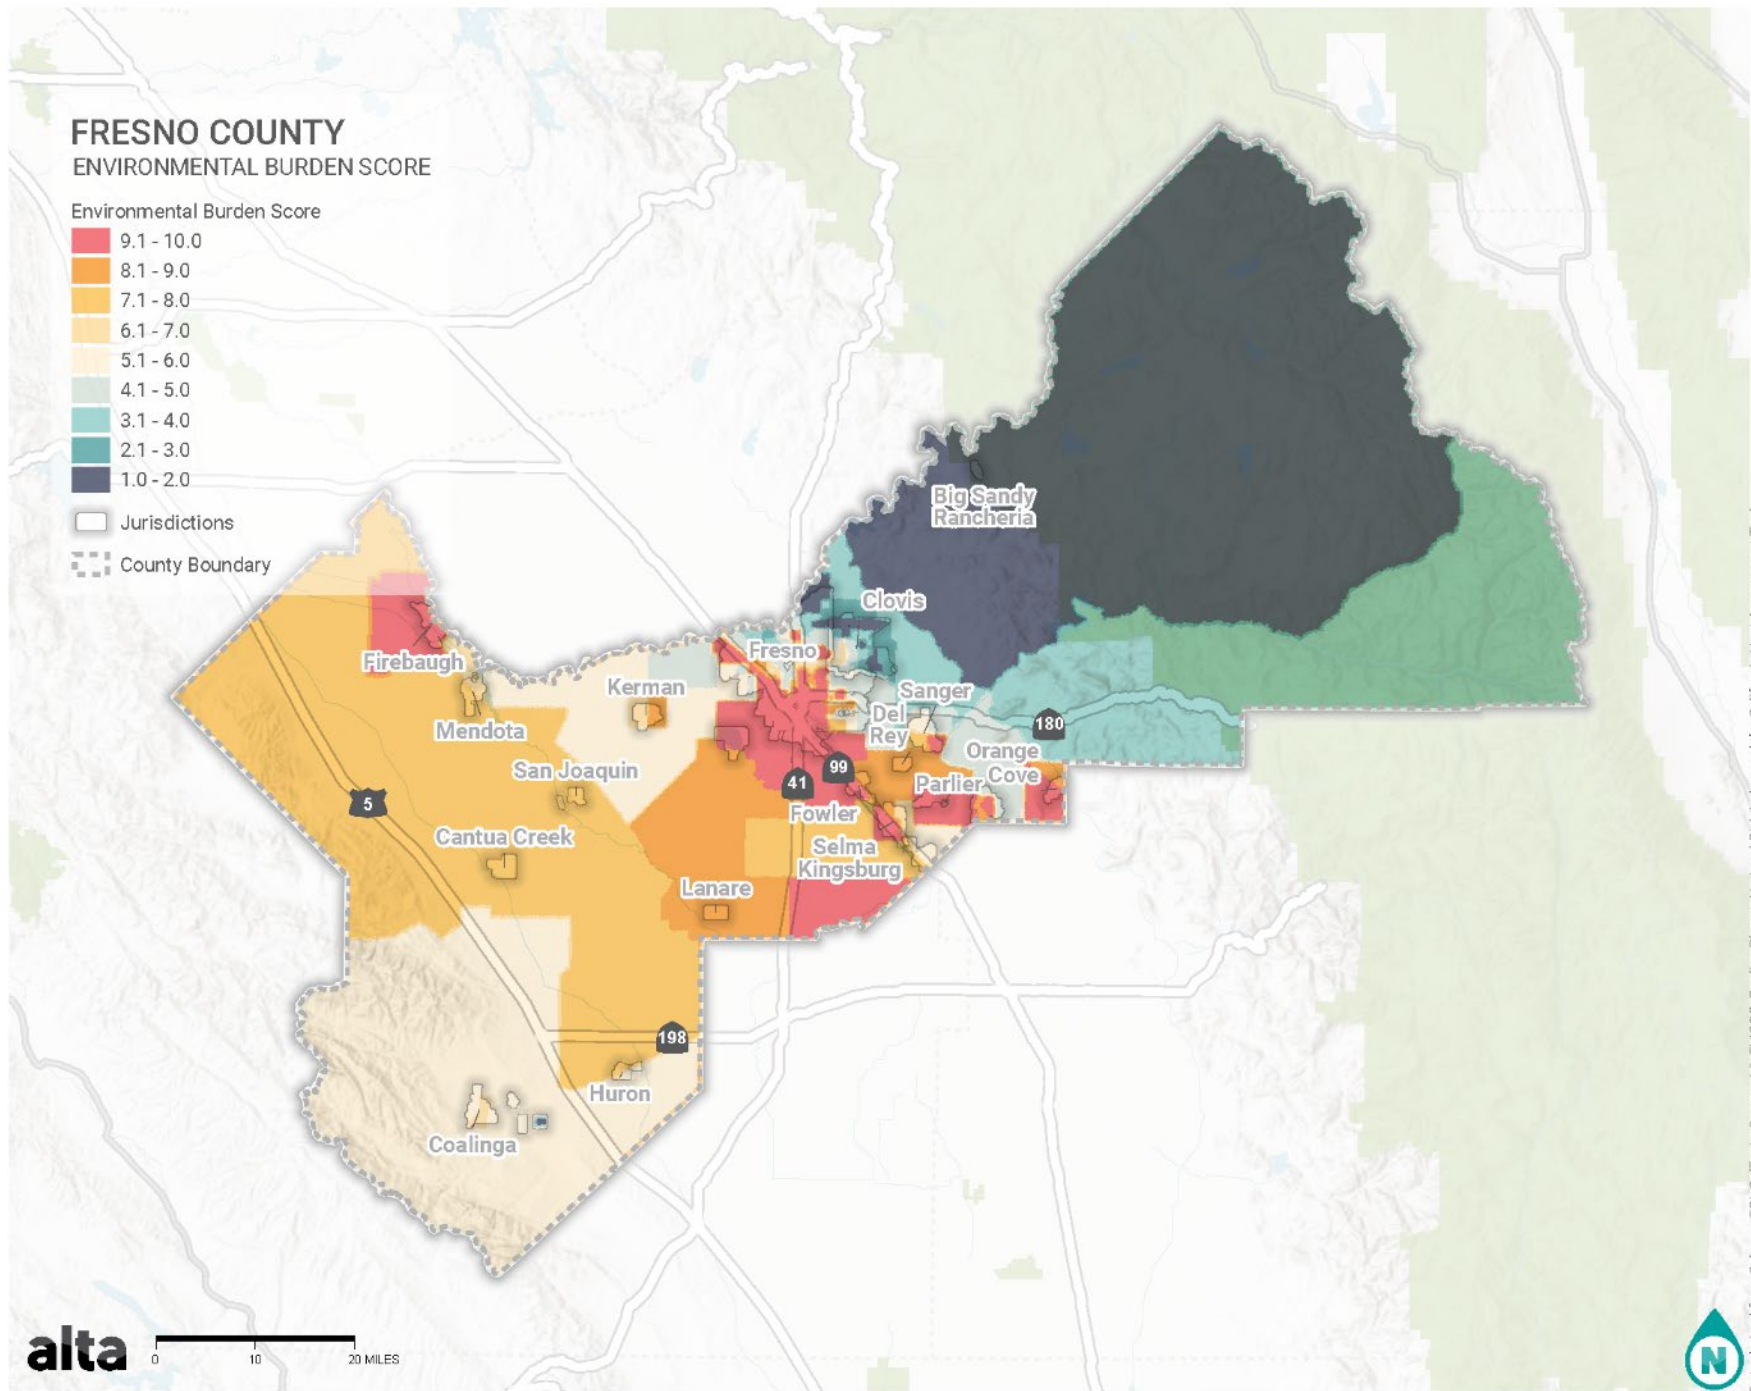 FRESNO COUNTY
ENVIRONMENTAL BURDEN SCORE
Environmental Burden Score
9.1 - 10.0
8.1 - 9.0
7.1 - 8.0
6.1 - 7.0
5.1 - 6.0
4.1 - 5.0
3.1 - 4.0
2.1 - 3.0
1.0 - 2.0
Jurisdictions
County Boundary
Big Sandy
Rancheria
Clovis
Fresno
Firebaugh
Kerman
Sanger
Del
Rey
180
Mendota
Orange
Cove
San Joaquin
99
41
Parlier
5
Fowler
Cantua Creek
Selma
Kingsburg
Lanare
198
Huron
Coalinga
alta
0
10
20 MILES
N